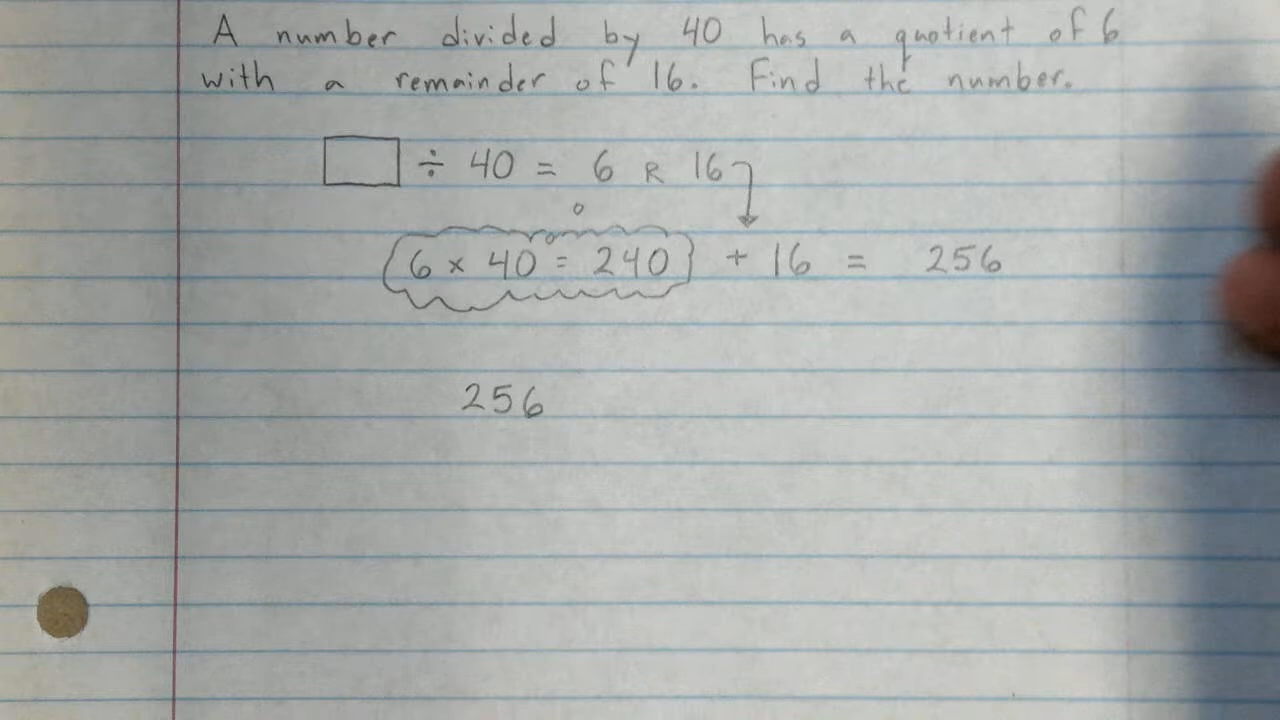 A number divided by 40 has a quotient of 6
with a remainder of 16. Find the number.
÷ 40 = 6 R 16
6 × 40 = 240 + 16 = 256
256